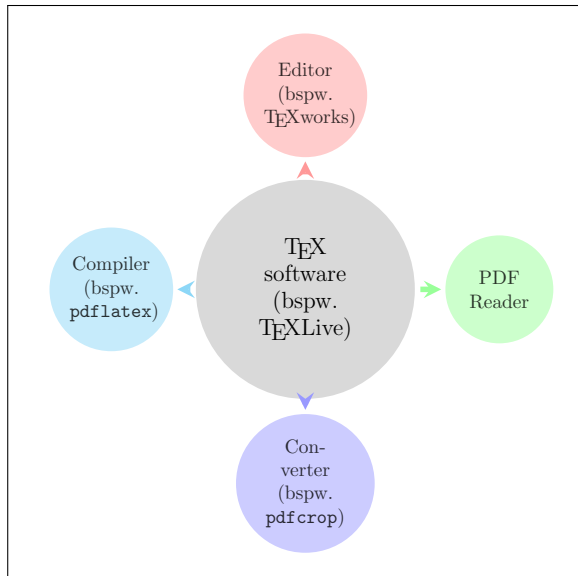 Editor
(bspw.
TEXworks)
Compiler
(bspw.
pdflatex)
TEX
software
(bspw.
TEXLive)
PDF
Reader
Con-
verter
(bspw.
pdfcrop)